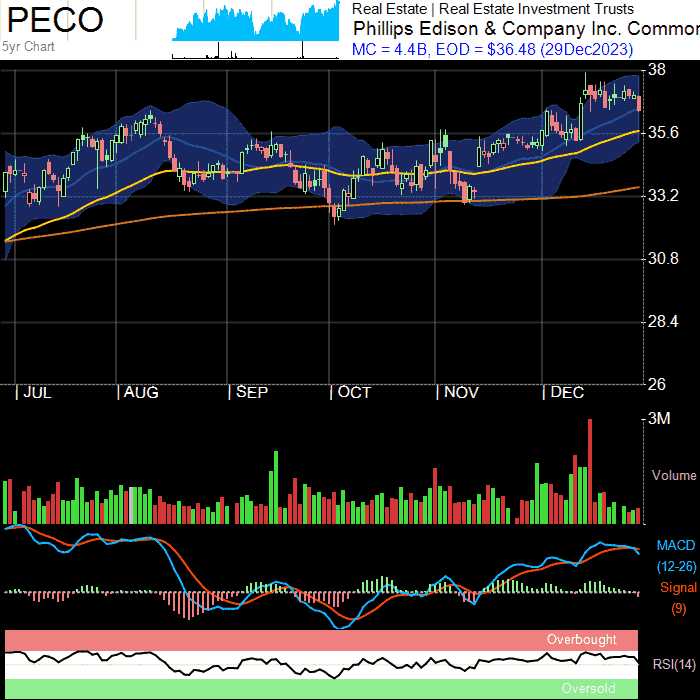 PECO
5yr Chart
Real Estate | Real Estate Investment Trusts
Phillips Edison & Company Inc. Common
MC = 4.4B, EOD = $36.48 (29Dec2023)
38
35.6
33.2
30.8
28.4
26
| JUL | AUG | SEP | OCT | NOV | DEC
3M
Volume
MACD
(12-26)
Signal
(9)
Overbought
RSI(14)
Oversold